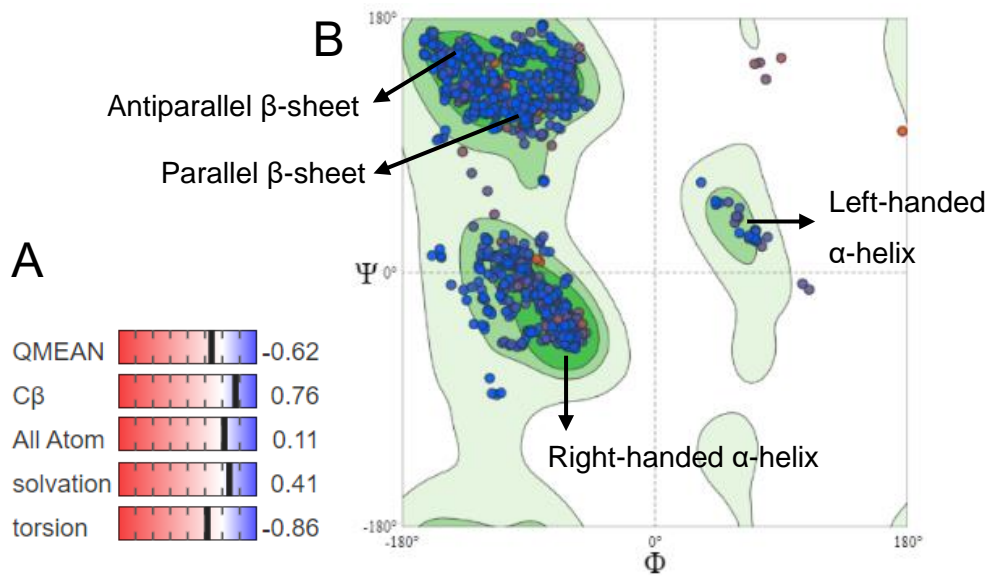 A
QMEAN -0.62
Cβ 0.76
All Atom 0.11
solvation 0.41
torsion -0.86
B
180°
Antiparallel β-sheet
Parallel β-sheet
Left-handed
α-helix
Ψ 0°
Right-handed α-helix
-180°
-180° 0° 180°
Φ